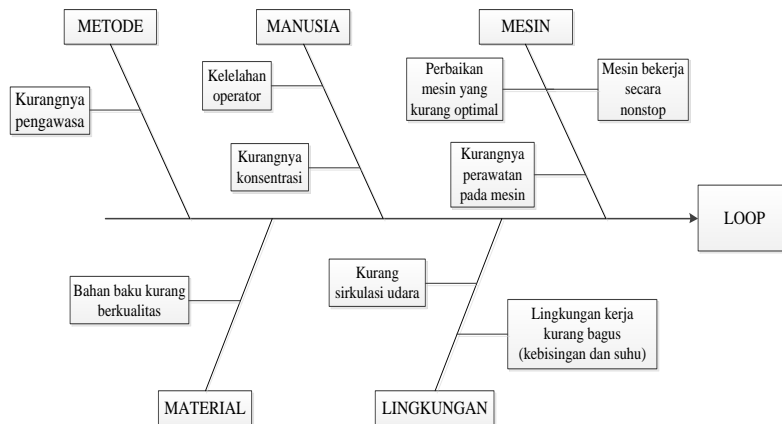 METODE
MANUSIA
MESIN
Kurangnya
pengawasa
Kelelahan
operator
Kurangnya
konsentrasi
Perbaikan
mesin yang
kurang optimal
Mesin bekerja
secara
nonstop
Kurangnya
perawatan
pada mesin
LOOP
Bahan baku kurang
berkualitas
Kurang
sirkulasi udara
Lingkungan kerja
kurang bagus
(kebisingan dan suhu)
MATERIAL
LINGKUNGAN